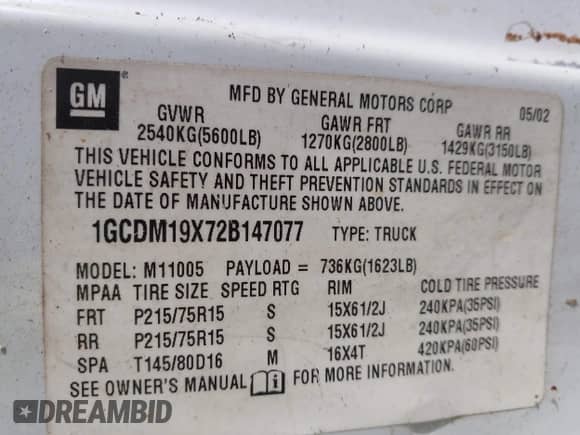 GM ®
MFD BY GENERAL MOTORS CORP 05/02
GVWR GAWR FRT GAWR RR
2540KG(5600LB) 1270KG(2800LB) 1429KG(3150LB)
THIS VEHICLE CONFORMS TO ALL APPLICABLE U.S. FEDERAL MOTOR
VEHICLE SAFETY AND THEFT PREVENTION STANDARDS IN EFFECT ON
THE DATE OF MANUFACTURE SHOWN ABOVE.
1GCDM19X72B147077 TYPE: TRUCK
MODEL: M11005 PAYLOAD = 736KG(1623LB)
MPAA TIRE SIZE SPEED RTG RIM COLD TIRE PRESSURE
FRT P215/75R15 S 15X61/2J 240KPA(35PSI)
RR P215/75R15 S 15X61/2J 240KPA(35PSI)
SPA T145/80D16 M 16X4T 420KPA(60PSI)
SEE OWNER'S MANUAL i FOR MORE INFORMATION.
DREAMBID